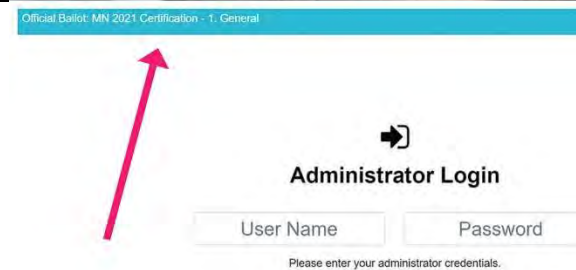 Official Ballot: MN 2021 Certification - 1. General
Administrator Login
User Name
Password
Please enter your administrator credentials.